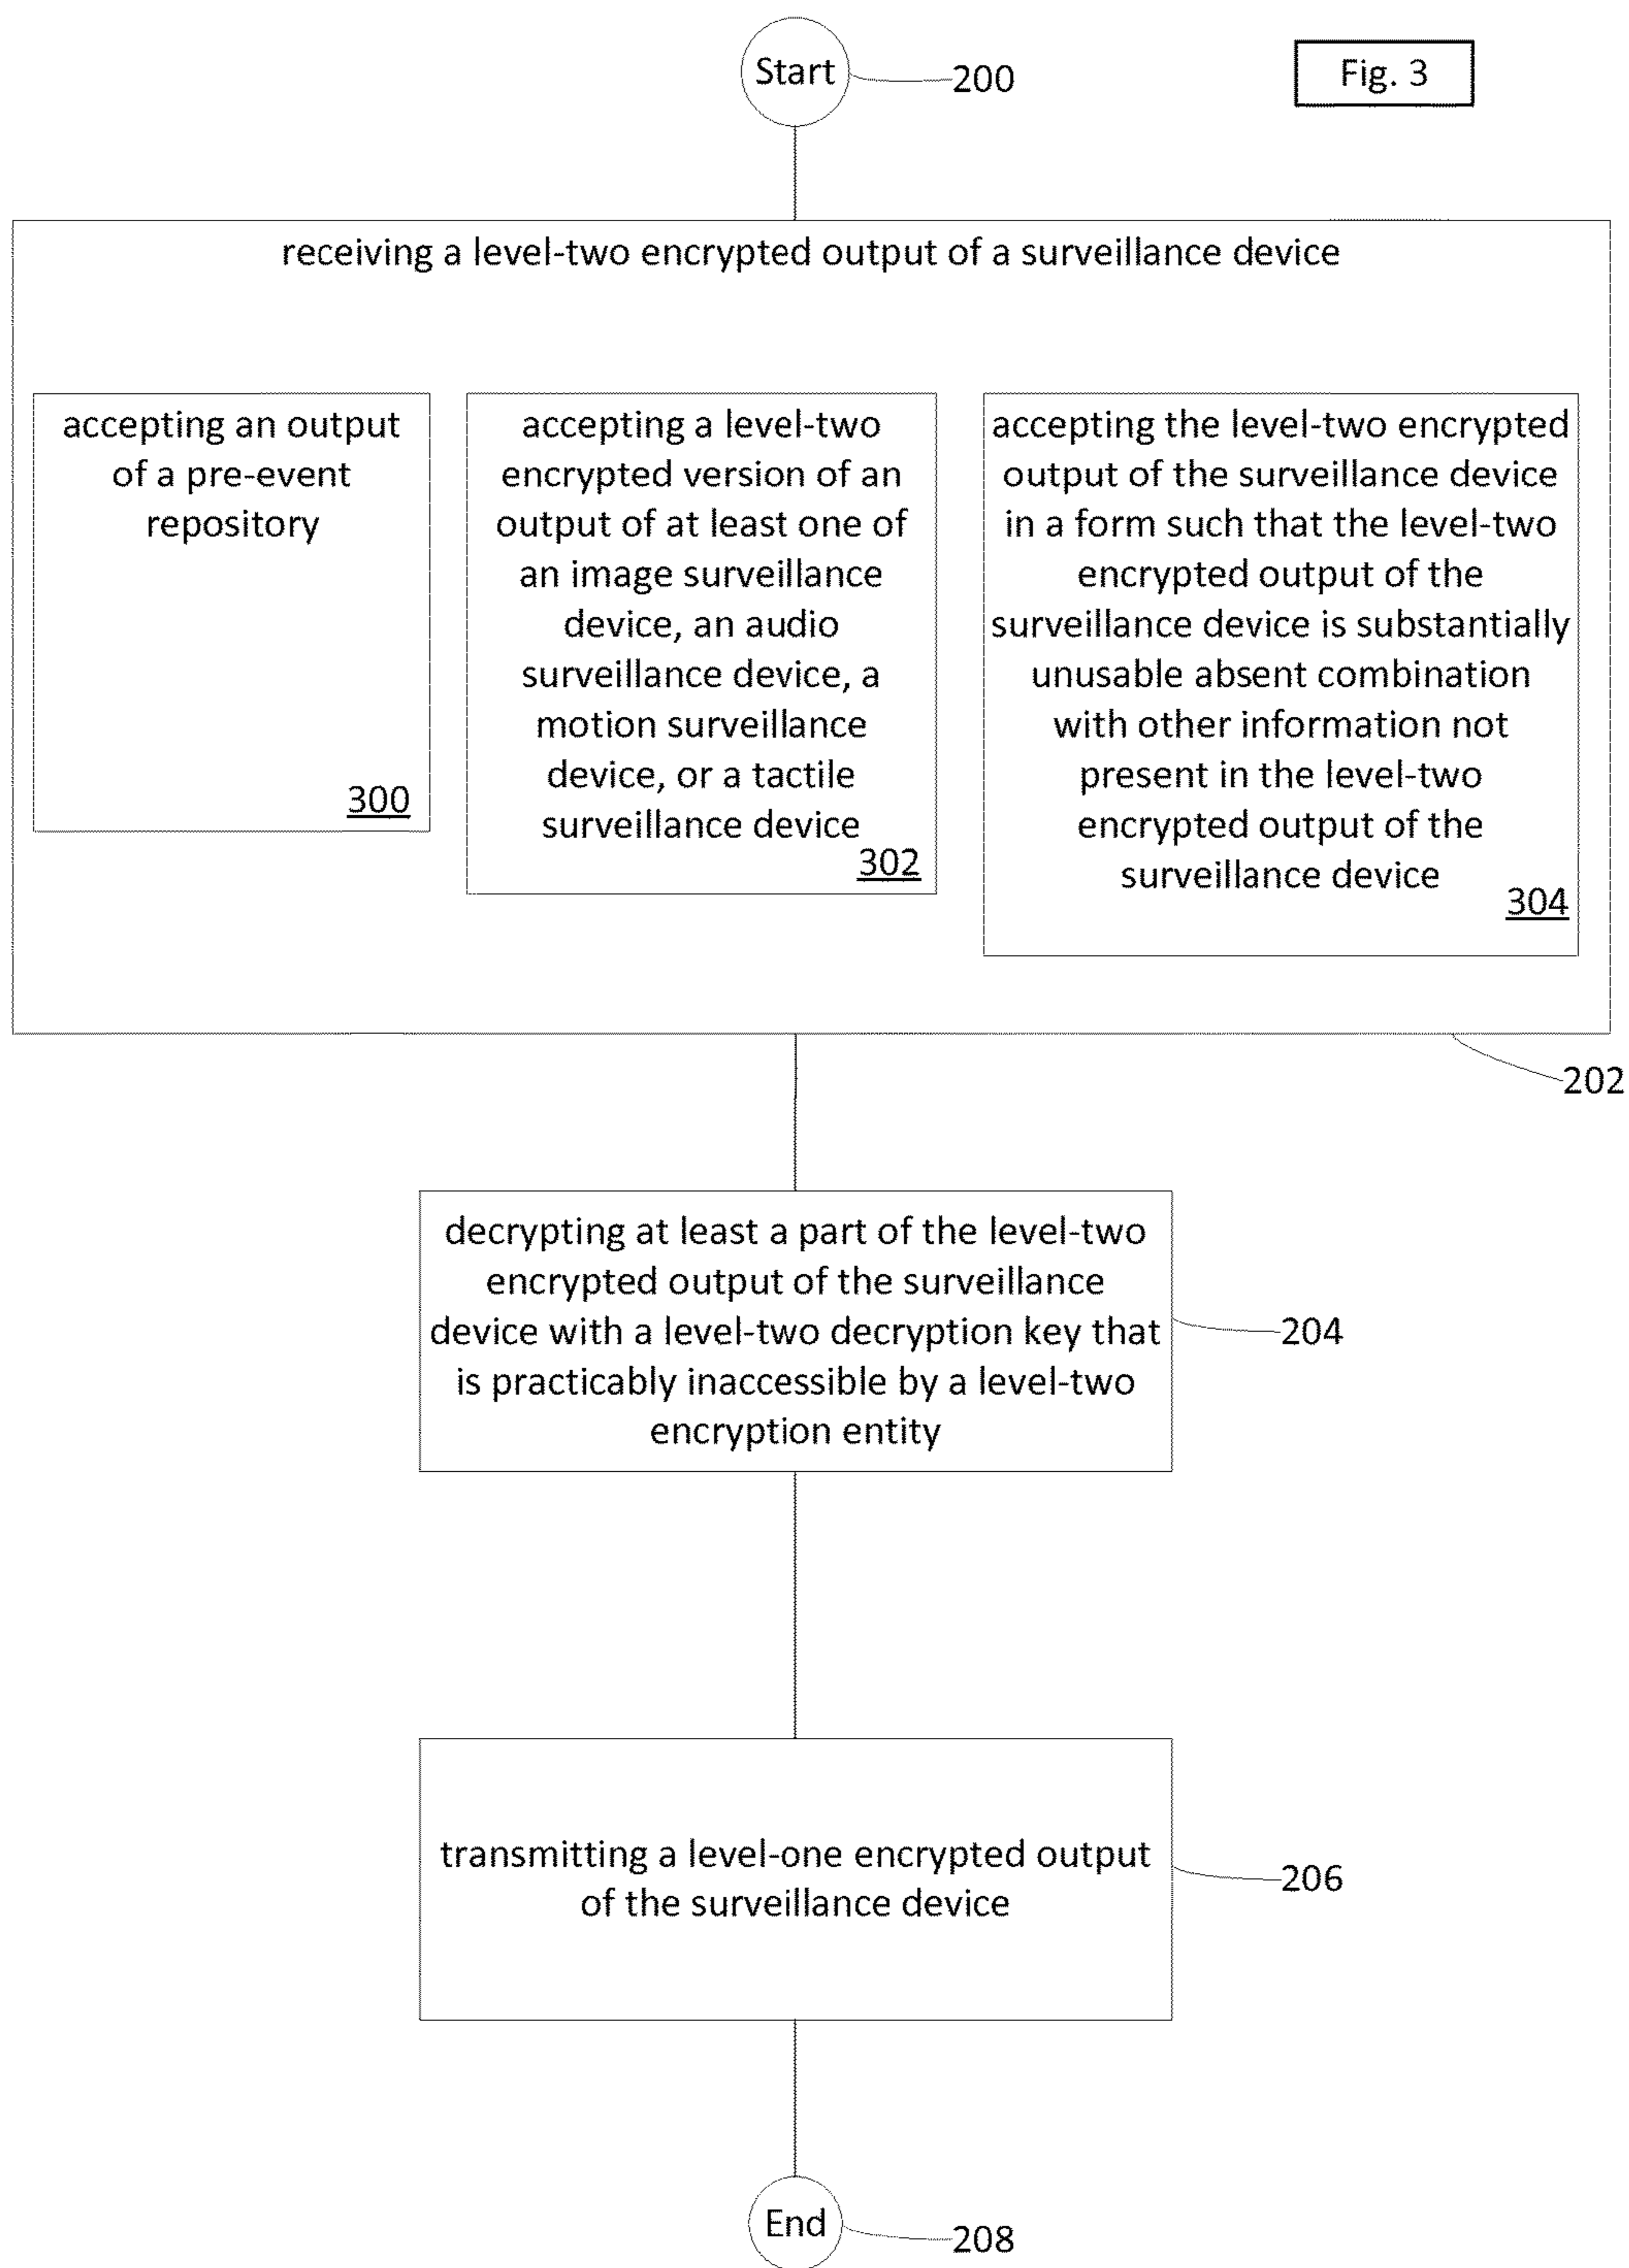 Start
200
Fig. 3
receiving a level-two encrypted output of a surveillance device
accepting an output
of a pre-event
repository
300
accepting a level-two
encrypted version of an
output of at least one of
an image surveillance
device, an audio
surveillance device, a
motion surveillance
device, or a tactile
surveillance device
302
accepting the level-two encrypted
output of the surveillance device
in a form such that the level-two
encrypted output of the
surveillance device is substantially
unusable absent combination
with other information not
present in the level-two
encrypted output of the
surveillance device
304
202
decrypting at least a part of the level-two
encrypted output of the surveillance
device with a level-two decryption key that
is practicably inaccessible by a level-two
encryption entity
204
transmitting a level-one encrypted output
of the surveillance device
206
End
208